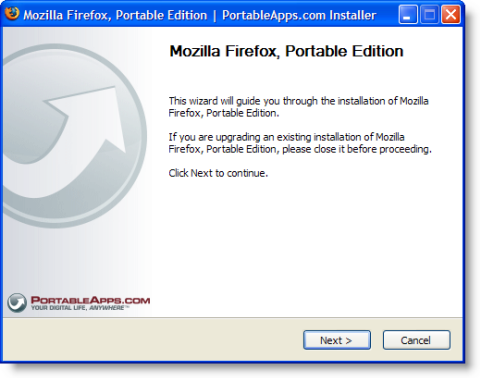 Mozilla Firefox, Portable Edition | PortableApps.com Installer
Mozilla Firefox, Portable Edition
This wizard will guide you through the installation of Mozilla
Firefox, Portable Edition.
If you are upgrading an existing installation of Mozilla
Firefox, Portable Edition, please close it before proceeding.
Click Next to continue.
PORTABLEAPPS.COM
YOUR DIGITAL LIFE, ANYWHERE™
Next >
Cancel